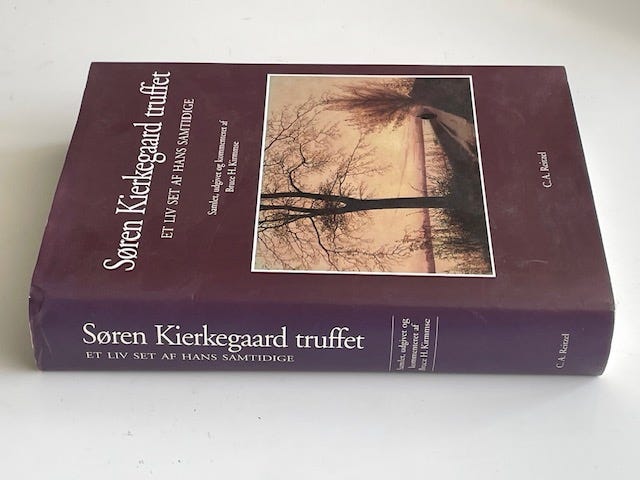 Søren Kierkegaard truffet
ET LIV SET AF HANS SAMTIDIGE
Samlet, udgivet og kommenteret af
Bruce H. Kirmmse
C.A. Reitzel
Søren Kierkegaard truffet
ET LIV SET AF HANS SAMTIDIGE
Samlet, udgivet og
kommenteret af
Bruce H. Kirmmse
C.A. Reitzel